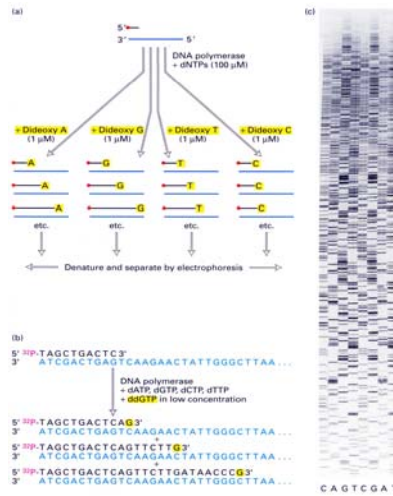 (a)
5'
3' 5'
DNA polymerase
+ dNTPs (100 µM)
+ Dideoxy A
(1 µM)
+ Dideoxy G
(1 µM)
+ Dideoxy T
(1 µM)
+ Dideoxy C
(1 µM)
A G T C
A G T C
A G T C
etc. etc. etc. etc.
Denature and separate by electrophoresis
(b)
5' ³²P-TAGCTGACTC3'
3' ATCGACTGAGTCAAGAACTATTGGGCTTAA...
DNA polymerase
+ dATP, dGTP, dCTP, dTTP
+ ddGTP in low concentration
5' ³²P-TAGCTGACTCAG3'
3' ATCGACTGAGTCAAGAACTATTGGGCTTAA...
+
5' ³²P-TAGCTGACTCAGTTCTTG3'
3' ATCGACTGAGTCAAGAACTATTGGGCTTAA...
+
5' ³²P-TAGCTGACTCAGTTCTTGATAACCCG3'
3' ATCGACTGAGTCAAGAACTATTGGGCTTAA...
(c)
C A G T C G A T